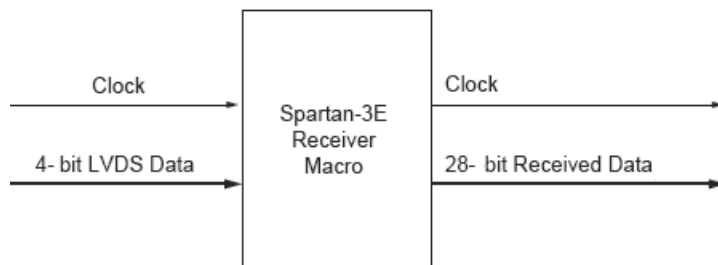 Clock
4- bit LVDS Data
Spartan-3E
Receiver
Macro
Clock
28- bit Received Data